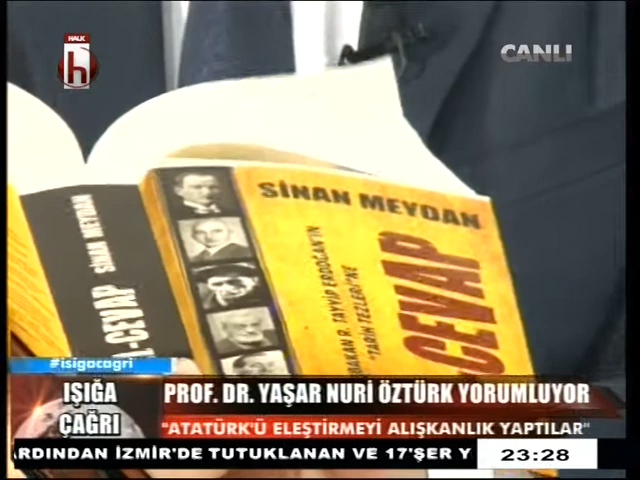 HALK
h
CANLI
SİNAN MEYDAN
BAKAN R. TAYYİP ERDOĞAN'IN
"TARİH TEZLERİ"NE
-CEVAP
SİNAN MEYDAN
A-CEVAP
#isigacagri
IŞIĞA
ÇAĞRI
PROF. DR. YAŞAR NURİ ÖZTÜRK YORUMLUYOR
"ATATÜRK'Ü ELEŞTİRMEYİ ALIŞKANLIK YAPTILAR"
ARDINDAN İZMİR'DE TUTUKLANAN VE 17'ŞER Y
23:28